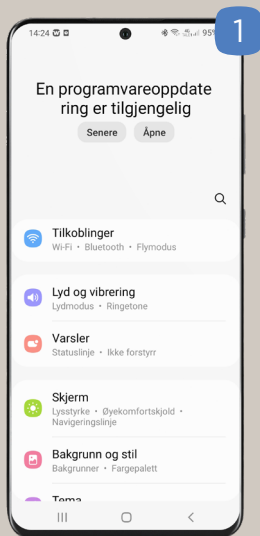 1
14:24 95%
En programvareoppdate
ring er tilgjengelig
Senere Åpne
Tilkoblinger
Wi-Fi • Bluetooth • Flymodus
Lyd og vibrering
Lydmodus • Ringetone
Varsler
Statuslinje • Ikke forstyrr
Skjerm
Lysstyrke • Øyekomfortskjold •
Navigeringslinje
Bakgrunn og stil
Bakgrunner • Fargepalett
Tema